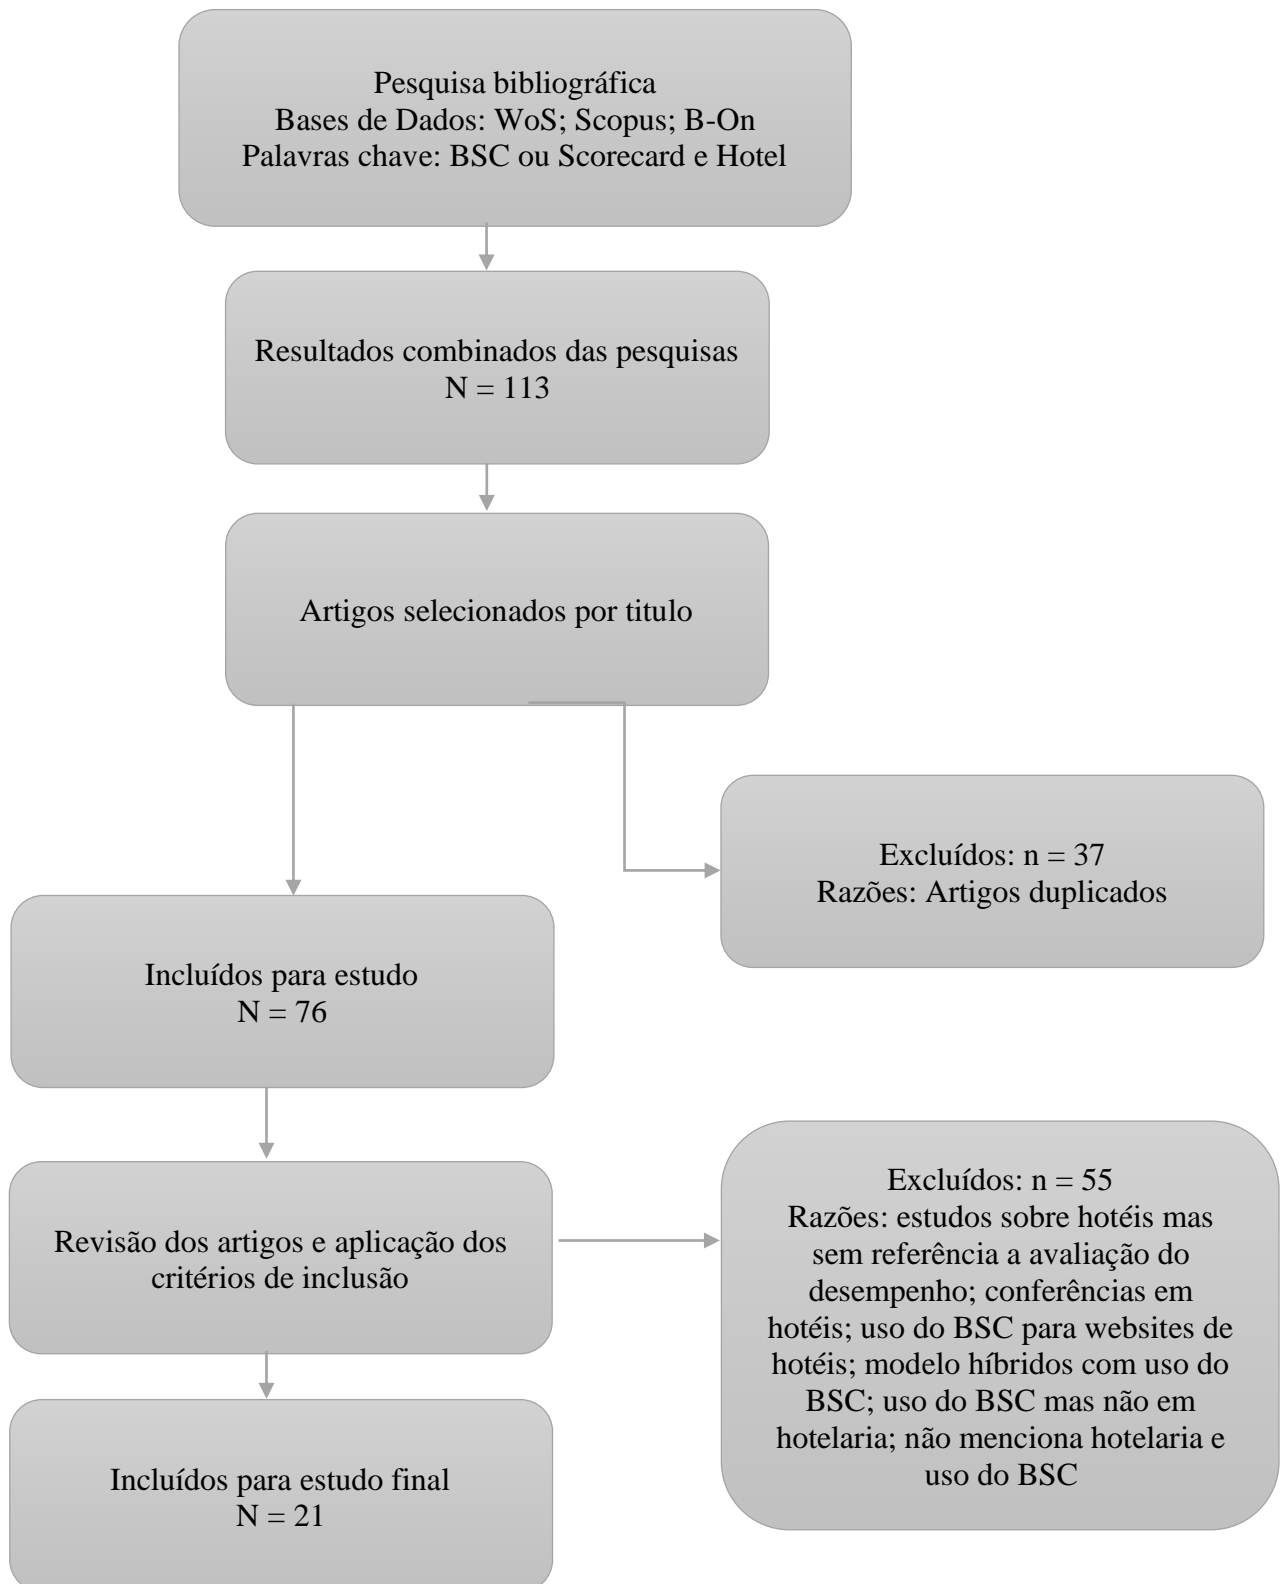 Pesquisa bibliográfica
Bases de Dados: WoS; Scopus; B-On
Palavras chave: BSC ou Scorecard e Hotel
Resultados combinados das pesquisas
N = 113
Artigos selecionados por titulo
Excluídos: n = 37
Razões: Artigos duplicados
Incluídos para estudo
N = 76
Revisão dos artigos e aplicação dos
critérios de inclusão
Excluídos: n = 55
Razões: estudos sobre hotéis mas
sem referência a avaliação do
desempenho; conferências em
hotéis; uso do BSC para websites de
hotéis; modelo híbridos com uso do
BSC; uso do BSC mas não em
hotelaria; não menciona hotelaria e
uso do BSC
Incluídos para estudo final
N = 21